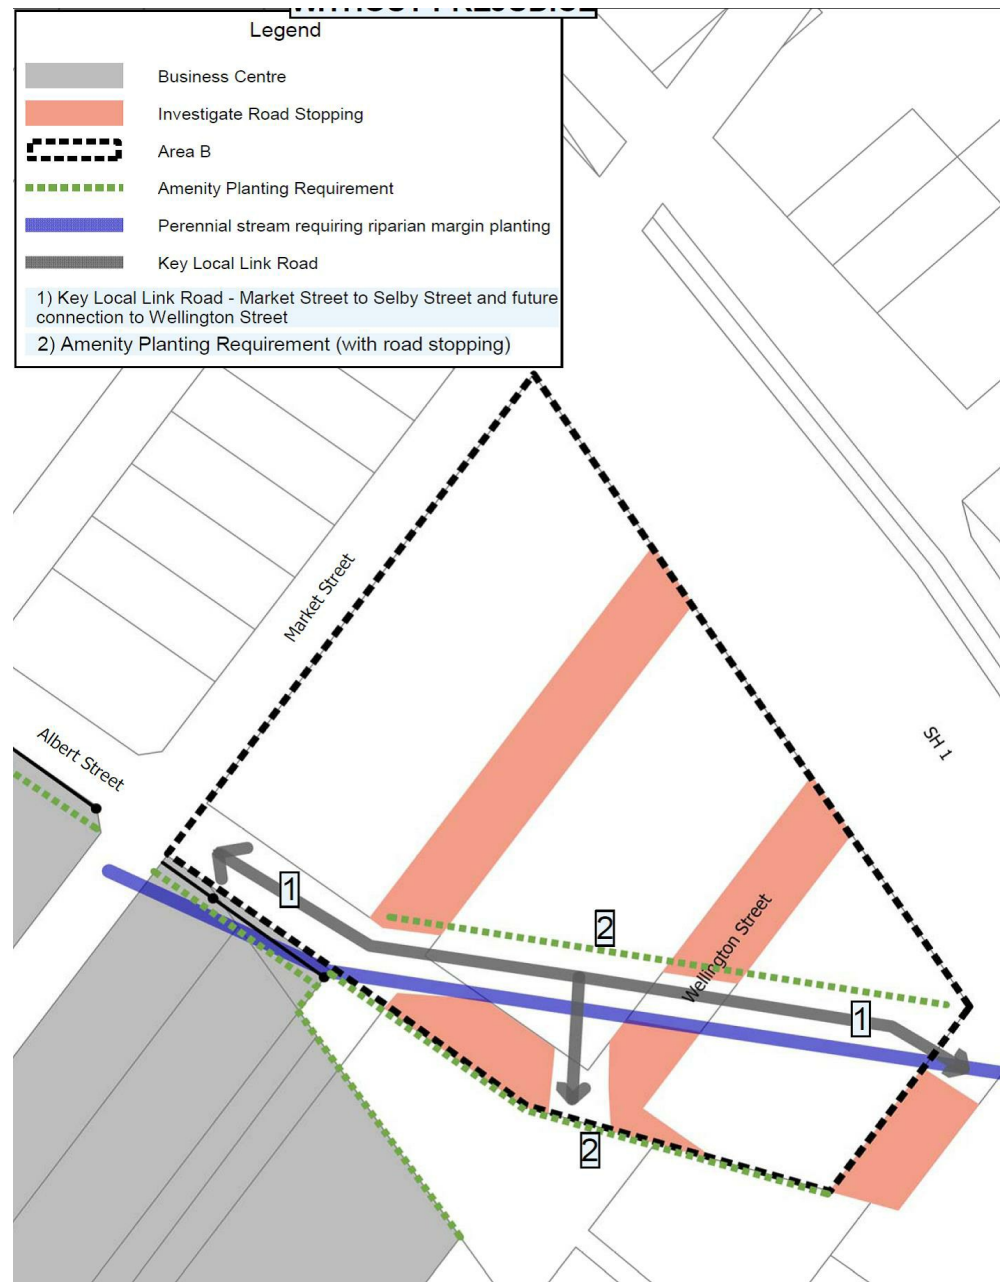 WITHOUT PREJUDICE
Legend
Business Centre
Investigate Road Stopping
Area B
Amenity Planting Requirement
Perennial stream requiring riparian margin planting
Key Local Link Road
1) Key Local Link Road - Market Street to Selby Street and future
connection to Wellington Street
2) Amenity Planting Requirement (with road stopping)
Market Street
Albert Street
SH 1
1
2
Wellington Street
1
2